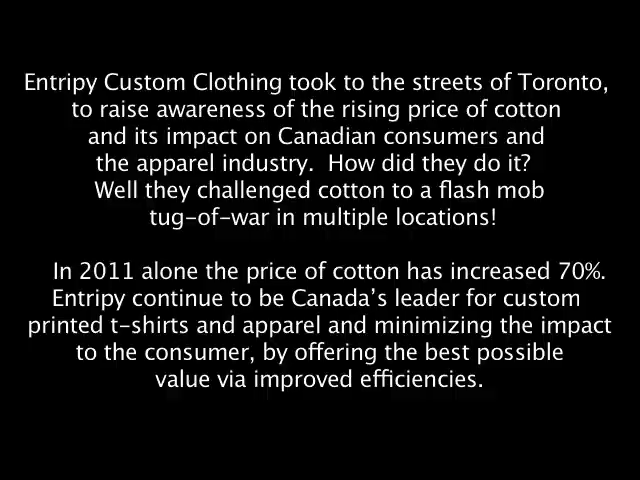 Entripy Custom Clothing took to the streets of Toronto,
to raise awareness of the rising price of cotton
and its impact on Canadian consumers and
the apparel industry.  How did they do it?
Well they challenged cotton to a flash mob
tug-of-war in multiple locations!
In 2011 alone the price of cotton has increased 70%.
Entripy continue to be Canada's leader for custom
printed t-shirts and apparel and minimizing the impact
to the consumer, by offering the best possible
value via improved efficiencies.